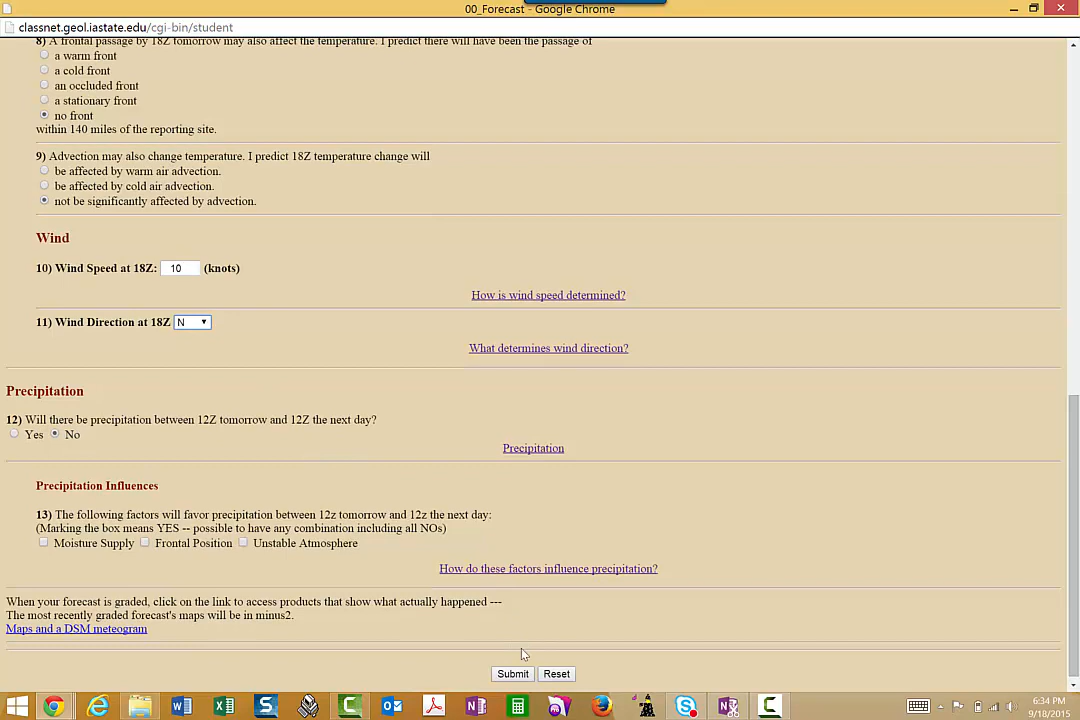 00_Forecast - Google Chrome
classnet.geol.iastate.edu/cgi-bin/student
8) A frontal passage by 18Z tomorrow may also affect the temperature. I predict there will have been the passage of
a warm front
a cold front
an occluded front
a stationary front
no front
within 140 miles of the reporting site.
9) Advection may also change temperature. I predict 18Z temperature change will
be affected by warm air advection.
be affected by cold air advection.
not be significantly affected by advection.
Wind
10) Wind Speed at 18Z: 10 (knots)
How is wind speed determined?
11) Wind Direction at 18Z N
What determines wind direction?
Precipitation
12) Will there be precipitation between 12Z tomorrow and 12Z the next day?
Yes No
Precipitation
Precipitation Influences
13) The following factors will favor precipitation between 12z tomorrow and 12z the next day:
(Marking the box means YES -- possible to have any combination including all NOs)
Moisture Supply Frontal Position Unstable Atmosphere
How do these factors influence precipitation?
When your forecast is graded, click on the link to access products that show what actually happened ---
The most recently graded forecast's maps will be in minus2.
Maps and a DSM meteogram
Submit Reset
6:34 PM
9/18/2015